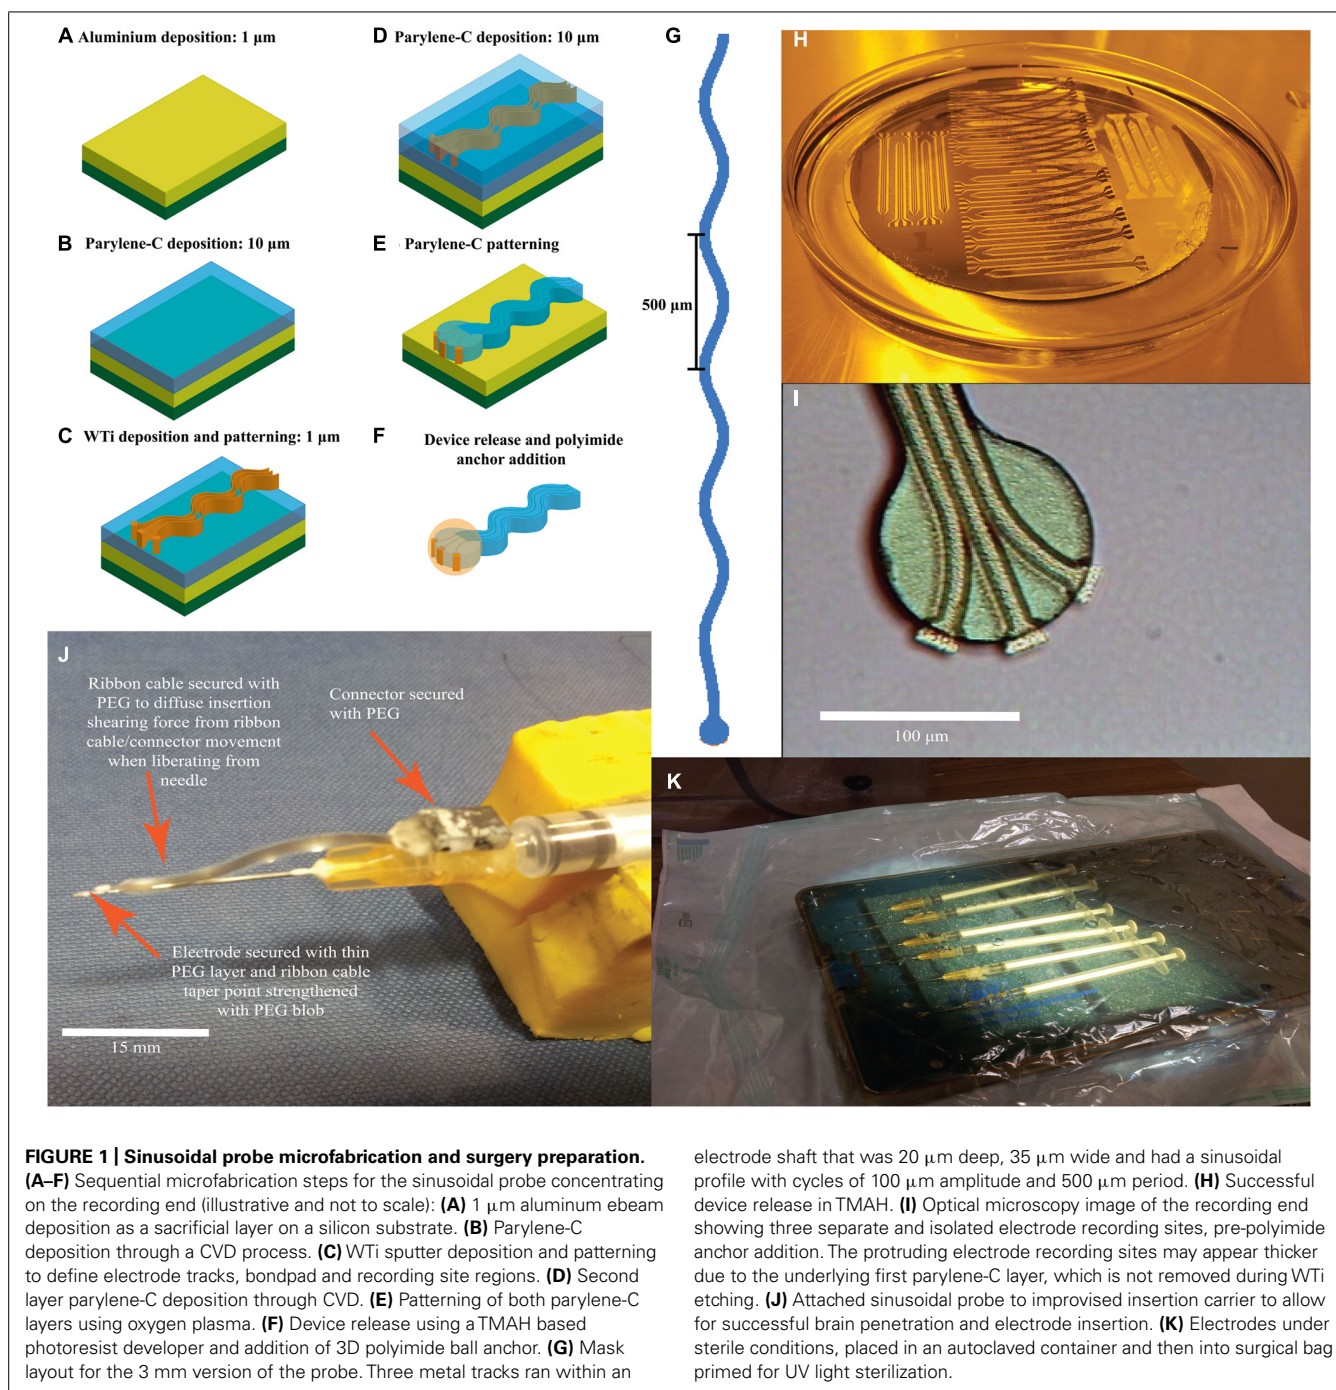 A Aluminium deposition: 1 μm
D Parylene-C deposition: 10 μm
G
H
B Parylene-C deposition: 10 μm
E Parylene-C patterning
500 μm
I
C WTi deposition and patterning: 1 μm
F Device release and polyimide
anchor addition
100 μm
J
Ribbon cable secured with
PEG to diffuse insertion
shearing force from ribbon
cable/connector movement
when liberating from
needle
Connector secured
with PEG
Electrode secured with thin
PEG layer and ribbon cable
taper point strengthened
with PEG blob
15 mm
K
FIGURE 1 | Sinusoidal probe microfabrication and surgery preparation.
(A–F) Sequential microfabrication steps for the sinusoidal probe concentrating
on the recording end (illustrative and not to scale): (A) 1 μm aluminum ebeam
deposition as a sacrificial layer on a silicon substrate. (B) Parylene-C
deposition through a CVD process. (C) WTi sputter deposition and patterning
to define electrode tracks, bondpad and recording site regions. (D) Second
layer parylene-C deposition through CVD. (E) Patterning of both parylene-C
layers using oxygen plasma. (F) Device release using a TMAH based
photoresist developer and addition of 3D polyimide ball anchor. (G) Mask
layout for the 3 mm version of the probe. Three metal tracks ran within an
electrode shaft that was 20 μm deep, 35 μm wide and had a sinusoidal
profile with cycles of 100 μm amplitude and 500 μm period. (H) Successful
device release in TMAH. (I) Optical microscopy image of the recording end
showing three separate and isolated electrode recording sites, pre-polyimide
anchor addition. The protruding electrode recording sites may appear thicker
due to the underlying first parylene-C layer, which is not removed during WTi
etching. (J) Attached sinusoidal probe to improvised insertion carrier to allow
for successful brain penetration and electrode insertion. (K) Electrodes under
sterile conditions, placed in an autoclaved container and then into surgical bag
primed for UV light sterilization.